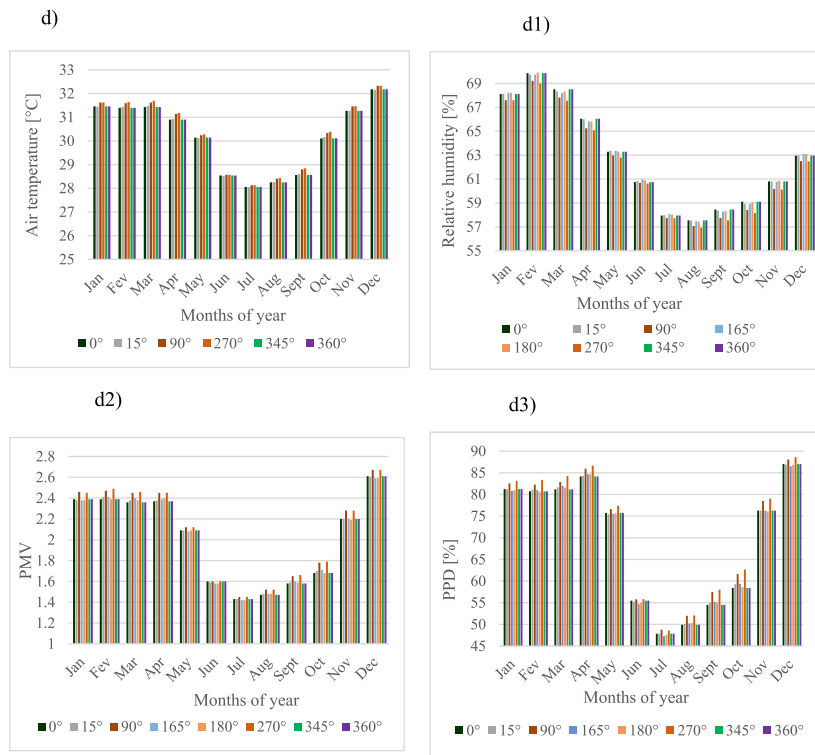 d)
33
32
31
30
29
28
27
26
25
Air temperature [°C]
Jan Fev Mar Apr May Jun Jul Aug Sept Oct Nov Dec
Months of year
0° 15° 90° 270° 345° 360°
d1)
69
67
65
63
61
59
57
55
Relative humidity [%]
Jan Fev Mar Apr May Jun Jul Aug Sept Oct Nov Dec
Months of year
0° 15° 90° 165°
180° 270° 345° 360°
d2)
2.8
2.6
2.4
2.2
2
1.8
1.6
1.4
1.2
1
PMV
Jan Fev Mar Apr May Jun Jul Aug Sept Oct Nov Dec
Months of year
0° 15° 90° 165° 180° 270° 345° 360°
d3)
90
85
80
75
70
65
60
55
50
45
PPD [%]
Jan Fev Mar Apr May Jun Jul Aug Sept Oct Nov Dec
Months of year
0° 15° 90° 165° 180° 270° 345° 360°